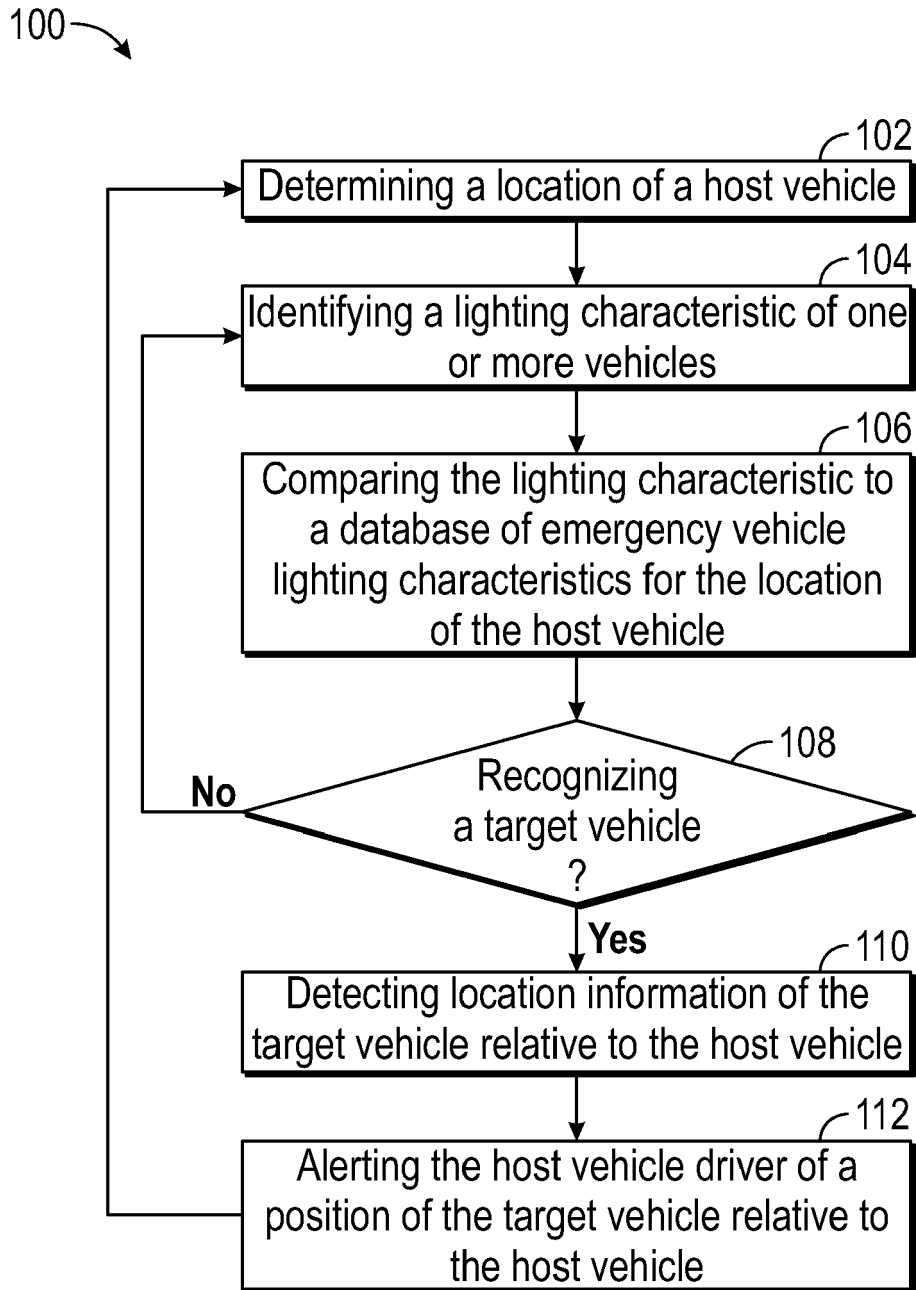 100
102
Determining a location of a host vehicle
104
Identifying a lighting characteristic of one
or more vehicles
106
Comparing the lighting characteristic to
a database of emergency vehicle
lighting characteristics for the location
of the host vehicle
108
Recognizing
a target vehicle
?
No
Yes
110
Detecting location information of the
target vehicle relative to the host vehicle
112
Alerting the host vehicle driver of a
position of the target vehicle relative to
the host vehicle